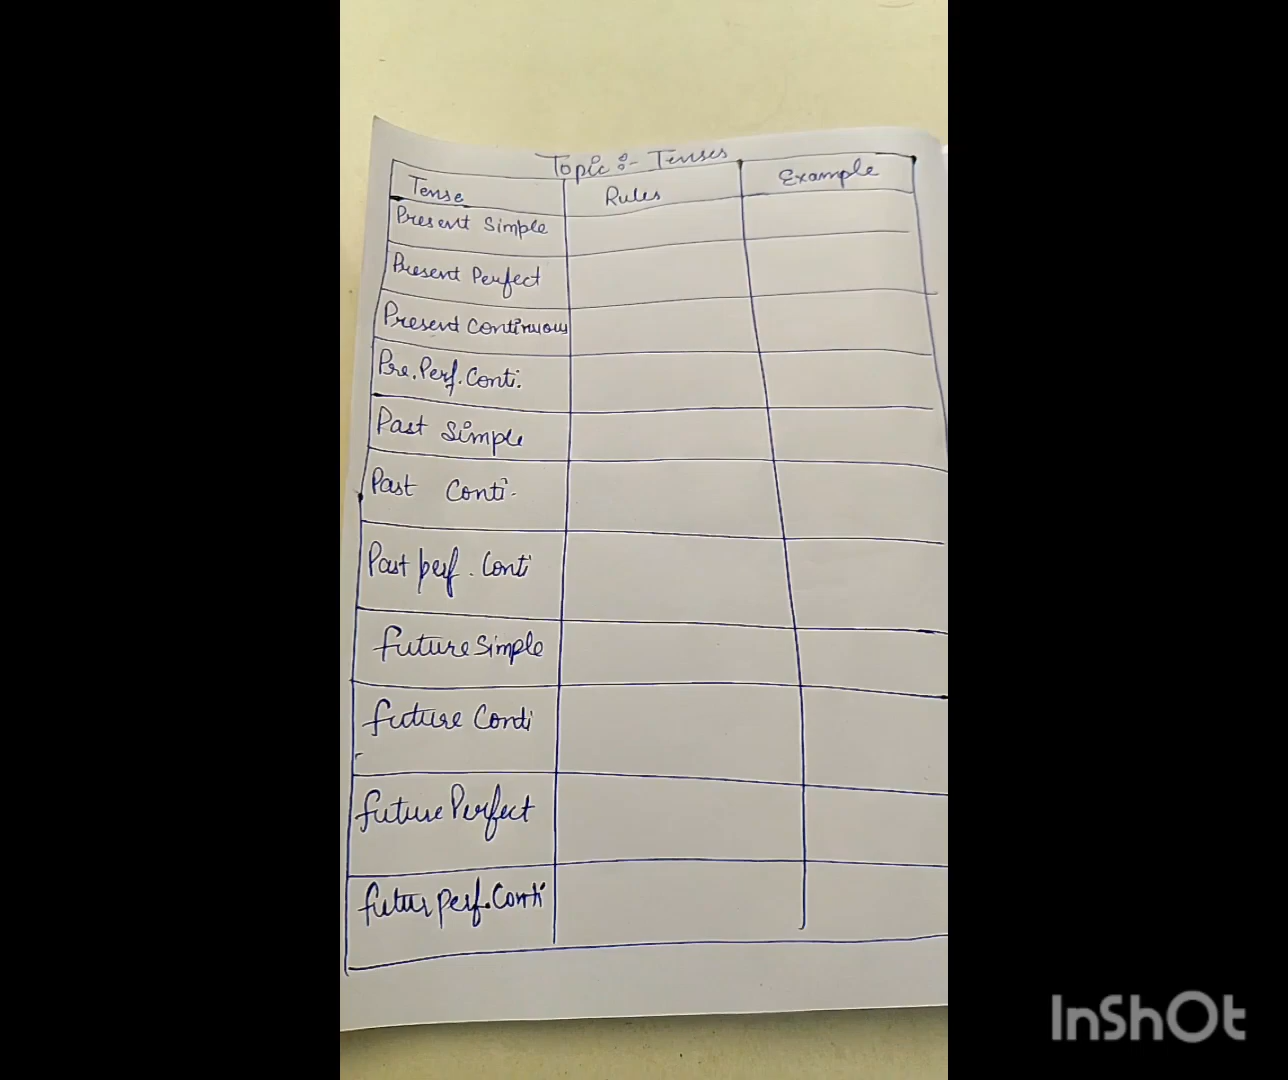 Topic :- Tenses
Tense Rules Example
Present Simple
Present Perfect
Present Continuous
Pre. Perf. Conti.
Past Simple
Past Conti.
Past perf. Conti
future Simple
future Conti
future Perfect
futur perf. Conti
InShOt